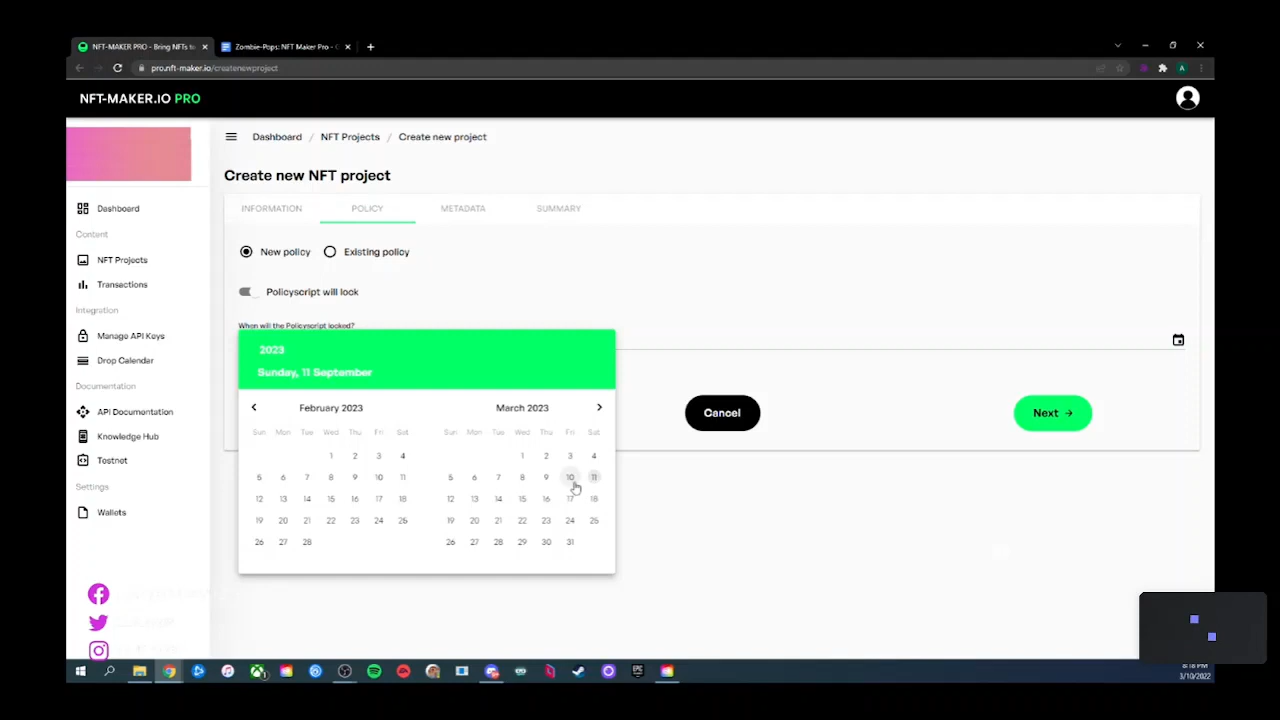 NFT-MAKER PRO - Bring NFTs to
Zombie-Pops: NFT Maker Pro -
pro.nft-maker.io/createnewproject
A
NFT-MAKER.IO PRO
Dashboard / NFT Projects / Create new project
Create new NFT project
INFORMATION POLICY METADATA SUMMARY
Dashboard
Content
NFT Projects
Transactions
Integration
Manage API Keys
Drop Calendar
Documentation
API Documentation
Knowledge Hub
Testnet
Settings
Wallets
New policy Existing policy
Policyscript will lock
When will the Policyscript locked?
2023
Sunday, 11 September
February 2023 March 2023
Sun Mon Tue Wed Thu Fri Sat Sun Mon Tue Wed Thu Fri Sat
1 2 3 4 1 2 3 4
5 6 7 8 9 10 11 5 6 7 8 9 10 11
12 13 14 15 16 17 18 12 13 14 15 16 17 18
19 20 21 22 23 24 25 19 20 21 22 23 24 25
26 27 28 26 27 28 29 30 31
Cancel Next
8:18 PM
3/10/2022